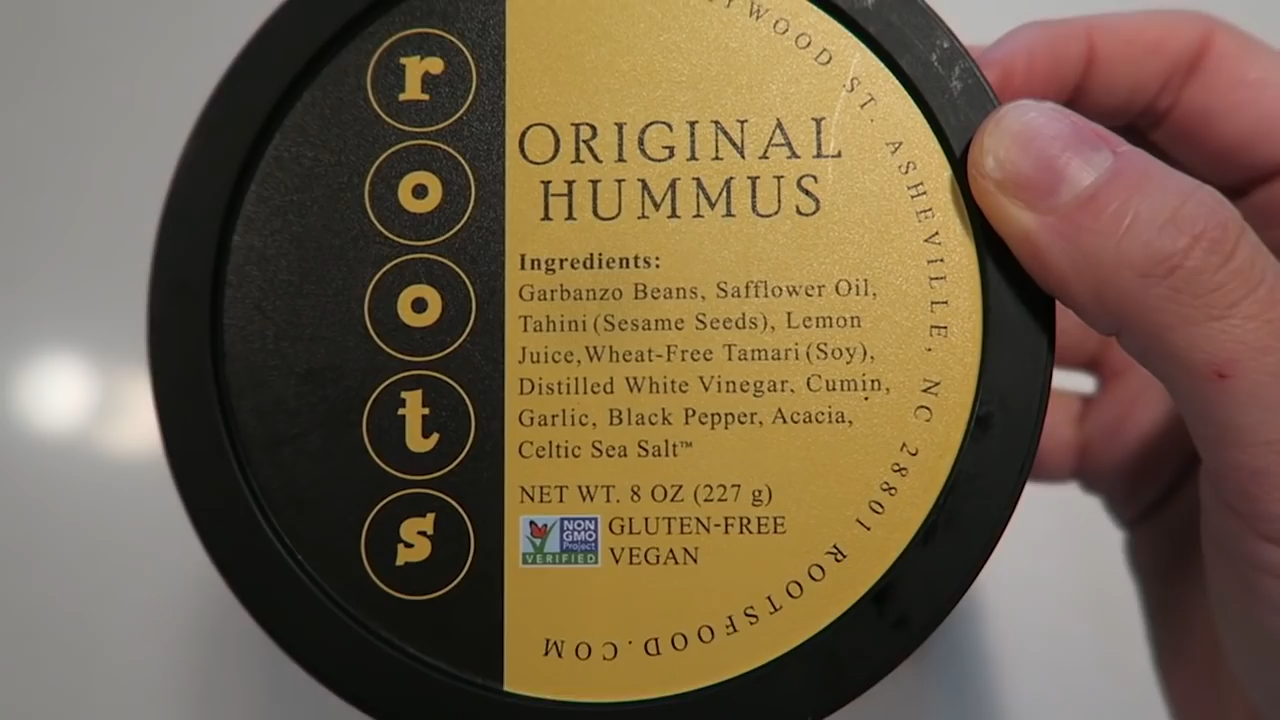 roots
ORIGINAL
HUMMUS
Ingredients:
Garbanzo Beans, Safflower Oil,
Tahini (Sesame Seeds), Lemon
Juice, Wheat-Free Tamari (Soy),
Distilled White Vinegar, Cumin,
Garlic, Black Pepper, Acacia,
Celtic Sea Salt™
NET WT. 8 OZ (227 g)
NON
GMO
Project
VERIFIED
GLUTEN-FREE
VEGAN
ST. ASHEVILLE, NC 28801 ROOTSFOOD.COM